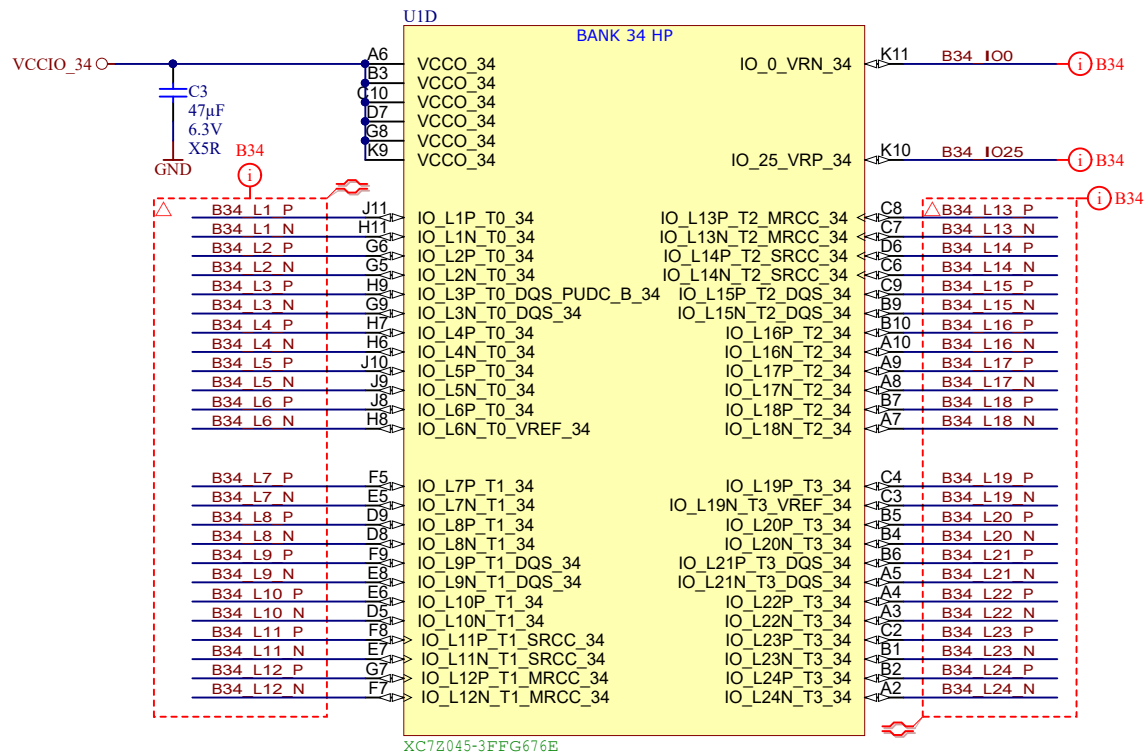 U1D
BANK 34 HP
VCCIO_34
A6 VCCO_34
B3 VCCO_34
C10 VCCO_34
D7 VCCO_34
G8 VCCO_34
K9 VCCO_34
C3
47µF
6.3V
X5R
GND
B34
i
B34_L1_P J11 IO_L1P_T0_34
B34_L1_N H11 IO_L1N_T0_34
B34_L2_P G6 IO_L2P_T0_34
B34_L2_N G5 IO_L2N_T0_34
B34_L3_P H9 IO_L3P_T0_DQS_PUDC_B_34
B34_L3_N G9 IO_L3N_T0_DQS_34
B34_L4_P H7 IO_L4P_T0_34
B34_L4_N H6 IO_L4N_T0_34
B34_L5_P J10 IO_L5P_T0_34
B34_L5_N J9 IO_L5N_T0_34
B34_L6_P J8 IO_L6P_T0_34
B34_L6_N H8 IO_L6N_T0_VREF_34
B34_L7_P F5 IO_L7P_T1_34
B34_L7_N E5 IO_L7N_T1_34
B34_L8_P D9 IO_L8P_T1_34
B34_L8_N D8 IO_L8N_T1_34
B34_L9_P F9 IO_L9P_T1_DQS_34
B34_L9_N E8 IO_L9N_T1_DQS_34
B34_L10_P E6 IO_L10P_T1_34
B34_L10_N D5 IO_L10N_T1_34
B34_L11_P F8 IO_L11P_T1_SRCC_34
B34_L11_N E7 IO_L11N_T1_SRCC_34
B34_L12_P G7 IO_L12P_T1_MRCC_34
B34_L12_N F7 IO_L12N_T1_MRCC_34
IO_0_VRN_34 K11 B34_IO0 i B34
IO_25_VRP_34 K10 B34_IO25 i B34
i B34
IO_L13P_T2_MRCC_34 C8 B34_L13_P
IO_L13N_T2_MRCC_34 C7 B34_L13_N
IO_L14P_T2_SRCC_34 D6 B34_L14_P
IO_L14N_T2_SRCC_34 C6 B34_L14_N
IO_L15P_T2_DQS_34 C9 B34_L15_P
IO_L15N_T2_DQS_34 B9 B34_L15_N
IO_L16P_T2_34 B10 B34_L16_P
IO_L16N_T2_34 A10 B34_L16_N
IO_L17P_T2_34 A9 B34_L17_P
IO_L17N_T2_34 A8 B34_L17_N
IO_L18P_T2_34 B7 B34_L18_P
IO_L18N_T2_34 A7 B34_L18_N
IO_L19P_T3_34 C4 B34_L19_P
IO_L19N_T3_VREF_34 C3 B34_L19_N
IO_L20P_T3_34 B5 B34_L20_P
IO_L20N_T3_34 B4 B34_L20_N
IO_L21P_T3_DQS_34 B6 B34_L21_P
IO_L21N_T3_DQS_34 A5 B34_L21_N
IO_L22P_T3_34 A4 B34_L22_P
IO_L22N_T3_34 A3 B34_L22_N
IO_L23P_T3_34 C2 B34_L23_P
IO_L23N_T3_34 B1 B34_L23_N
IO_L24P_T3_34 B2 B34_L24_P
IO_L24N_T3_34 A2 B34_L24_N
XC7Z045-3FFG676E